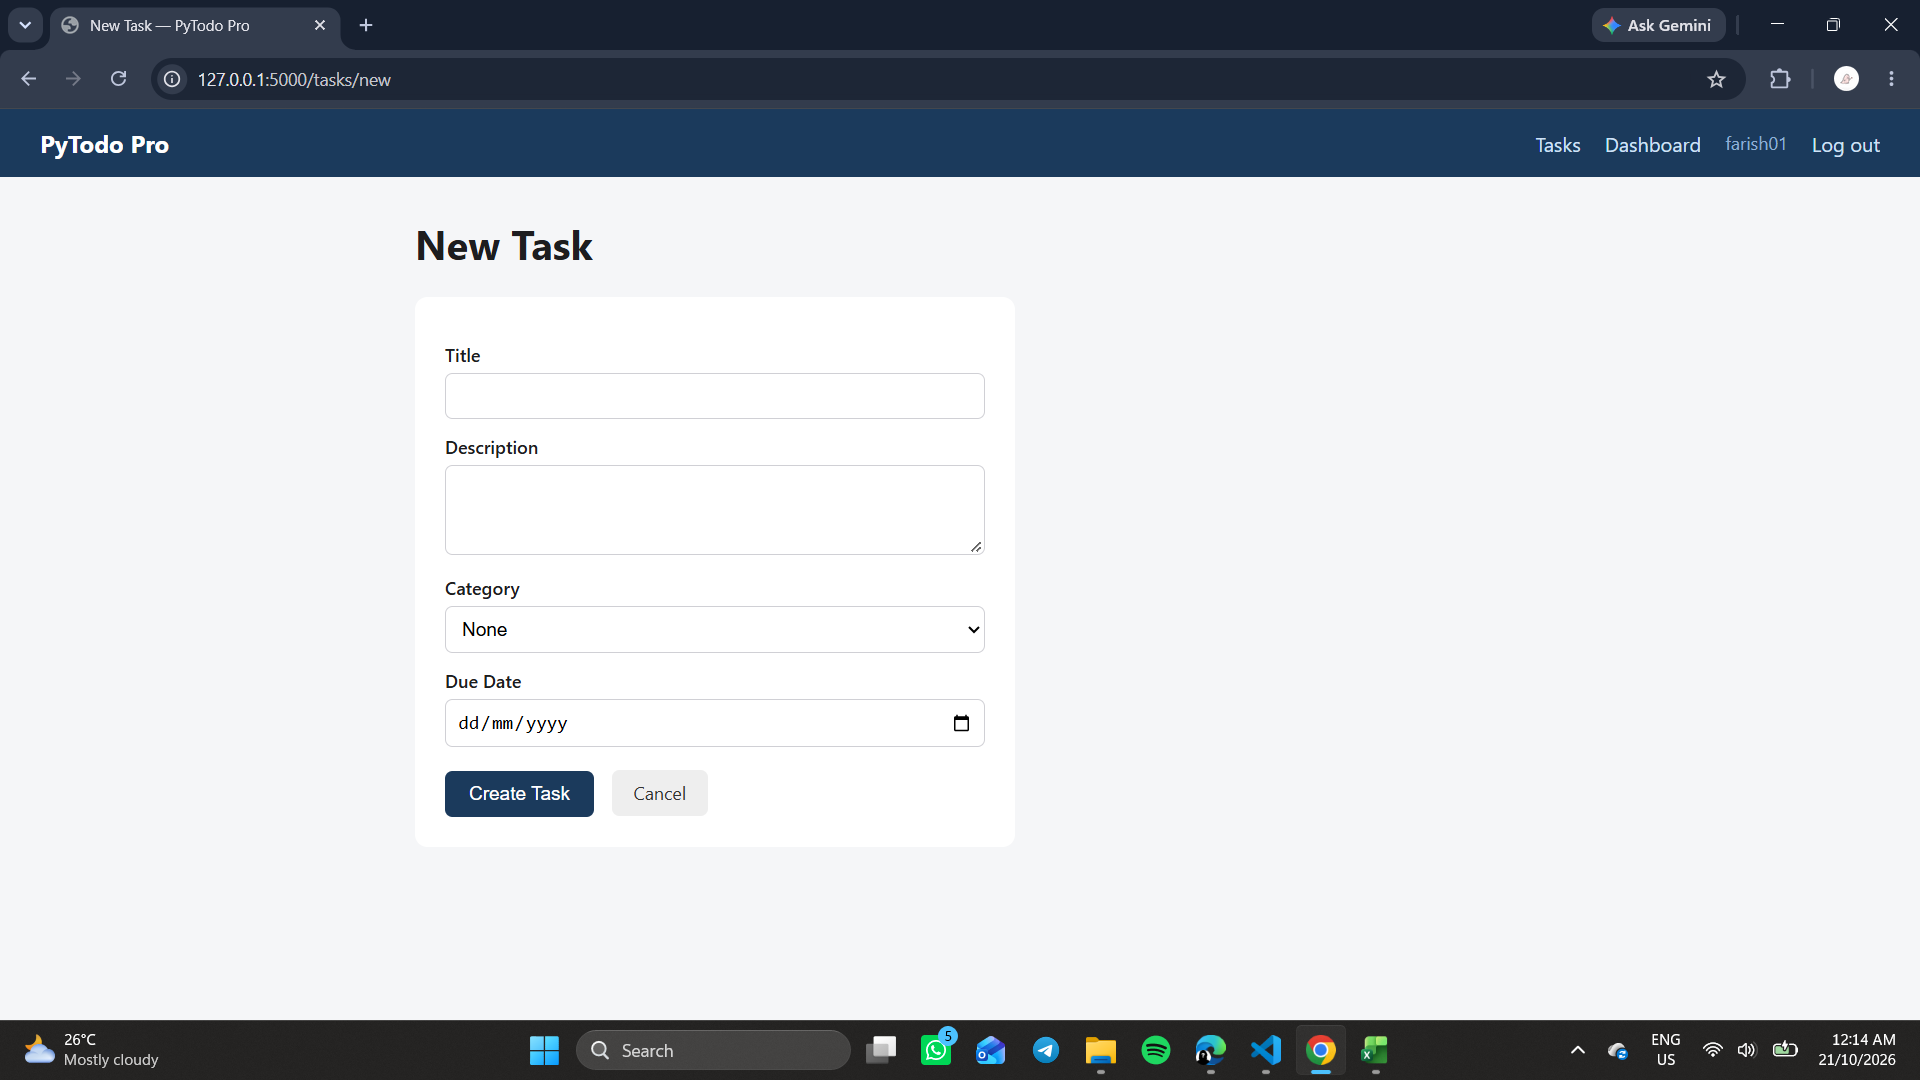 New Task — PyTodo Pro
Ask Gemini
127.0.0.1:5000/tasks/new
PyTodo Pro
Tasks
Dashboard
farish01
Log out
New Task
Title
Description
Category
None
Due Date
dd/mm/yyyy
Create Task
Cancel
26°C
Mostly cloudy
Search
5
ENG
US
12:14 AM
21/10/2026